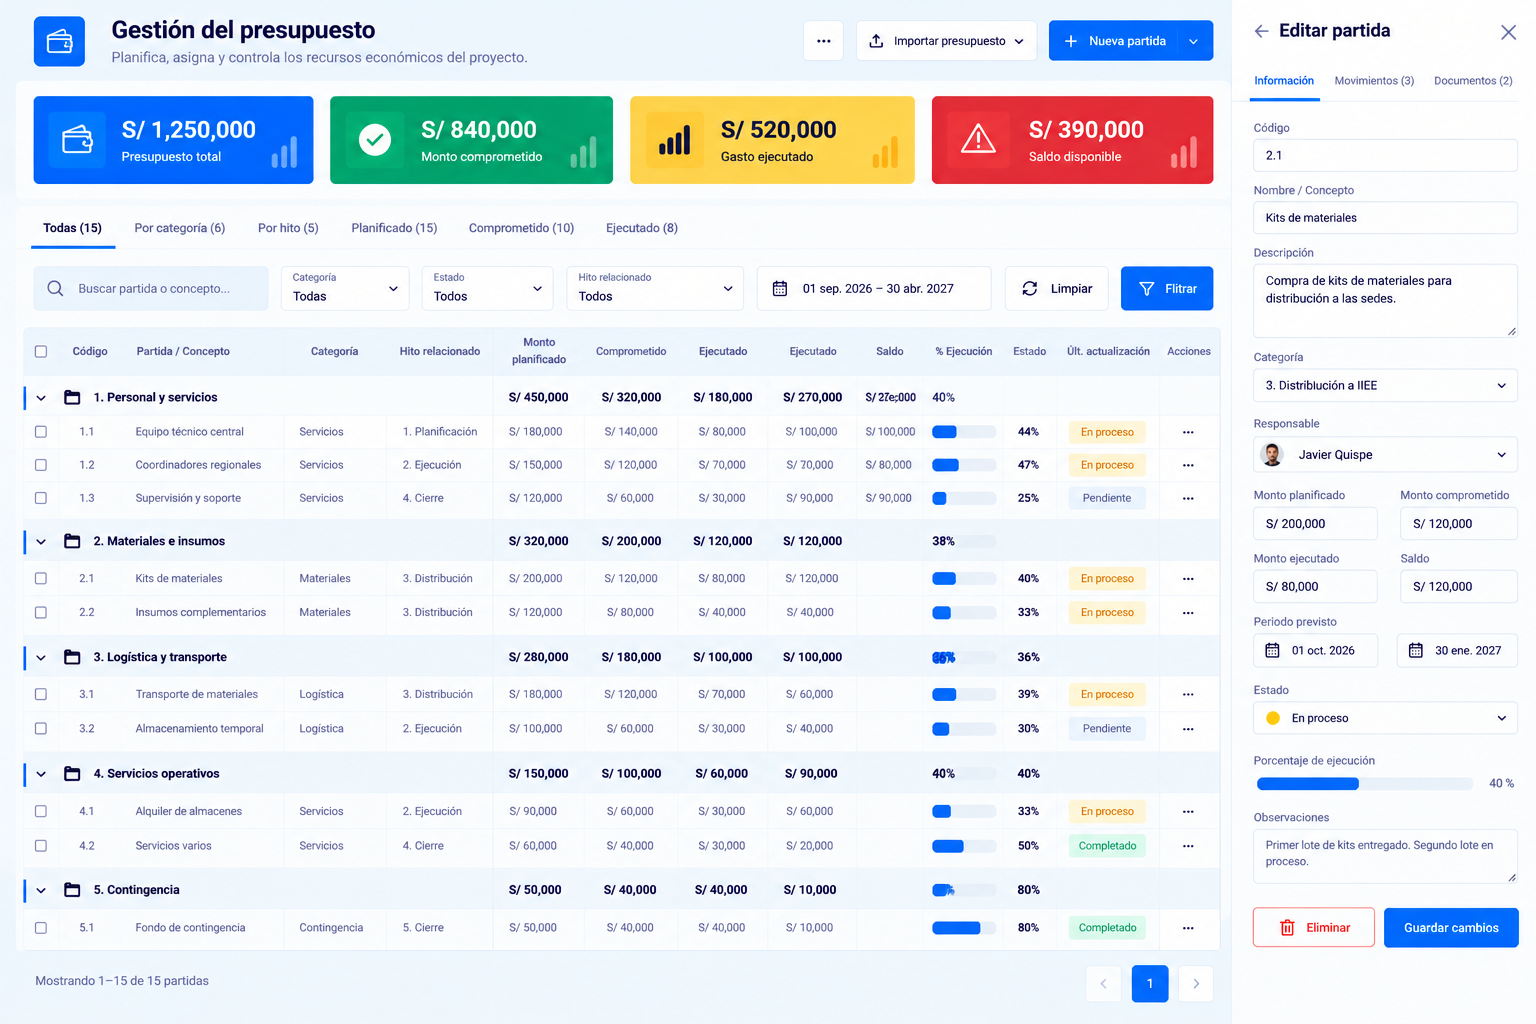 Gestión del presupuesto
Planifica, asigna y controla los recursos económicos del proyecto.
Importar presupuesto
Nueva partida
S/ 1,250,000
Presupuesto total
S/ 840,000
Monto comprometido
S/ 520,000
Gasto ejecutado
S/ 390,000
Saldo disponible
Todas (15) Por categoría (6) Por hito (5) Planificado (15) Comprometido (10) Ejecutado (8)
Buscar partida o concepto...
Categoría
Todas
Estado
Todos
Hito relacionado
Todos
01 sep. 2026 – 30 abr. 2027
Limpiar
Flitrar
Código Partida / Concepto Categoría Hito relacionado Monto planificado Comprometido Ejecutado Ejecutado Saldo % Ejecución Estado Últ. actualización Acciones
1. Personal y servicios S/ 450,000 S/ 320,000 S/ 180,000 S/ 270,000 40%
1.1 Equipo técnico central Servicios 1. Planificación S/ 180,000 S/ 140,000 S/ 80,000 S/ 100,000 S/ 100,000 44% En proceso
1.2 Coordinadores regionales Servicios 2. Ejecución S/ 150,000 S/ 120,000 S/ 70,000 S/ 70,000 S/ 80,000 47% En proceso
1.3 Supervisión y soporte Servicios 4. Cierre S/ 120,000 S/ 60,000 S/ 30,000 S/ 90,000 S/ 90,000 25% Pendiente
2. Materiales e insumos S/ 320,000 S/ 200,000 S/ 120,000 S/ 120,000 38%
2.1 Kits de materiales Materiales 3. Distribución S/ 200,000 S/ 120,000 S/ 80,000 S/ 120,000 40% En proceso
2.2 Insumos complementarios Materiales 3. Distribución S/ 120,000 S/ 80,000 S/ 40,000 S/ 40,000 33% En proceso
3. Logística y transporte S/ 280,000 S/ 180,000 S/ 100,000 S/ 100,000 36%
3.1 Transporte de materiales Logística 3. Distribución S/ 180,000 S/ 120,000 S/ 70,000 S/ 60,000 39% En proceso
3.2 Almacenamiento temporal Logística 2. Ejecución S/ 100,000 S/ 60,000 S/ 30,000 S/ 40,000 30% Pendiente
4. Servicios operativos S/ 150,000 S/ 100,000 S/ 60,000 S/ 90,000 40% 40%
4.1 Alquiler de almacenes Servicios 2. Ejecución S/ 90,000 S/ 60,000 S/ 30,000 S/ 60,000 33% En proceso
4.2 Servicios varios Servicios 4. Cierre S/ 60,000 S/ 40,000 S/ 30,000 S/ 20,000 50% Completado
5. Contingencia S/ 50,000 S/ 40,000 S/ 40,000 S/ 10,000 80%
5.1 Fondo de contingencia Contingencia 5. Cierre S/ 50,000 S/ 40,000 S/ 40,000 S/ 10,000 80% Completado
Mostrando 1–15 de 15 partidas
1
Editar partida
Información Movimientos (3) Documentos (2)
Código
2.1
Nombre / Concepto
Kits de materiales
Descripción
Compra de kits de materiales para
distribución a las sedes.
Categoría
3. Distriblución a IIEE
Responsable
Javier Quispe
Monto planificado Monto comprometido
S/ 200,000 S/ 120,000
Monto ejecutado Saldo
S/ 80,000 S/ 120,000
Periodo previsto
01 oct. 2026 30 ene. 2027
Estado
En proceso
Porcentaje de ejecución
40 %
Observaciones
Primer lote de kits entregado. Segundo lote en
proceso.
Eliminar
Guardar cambios